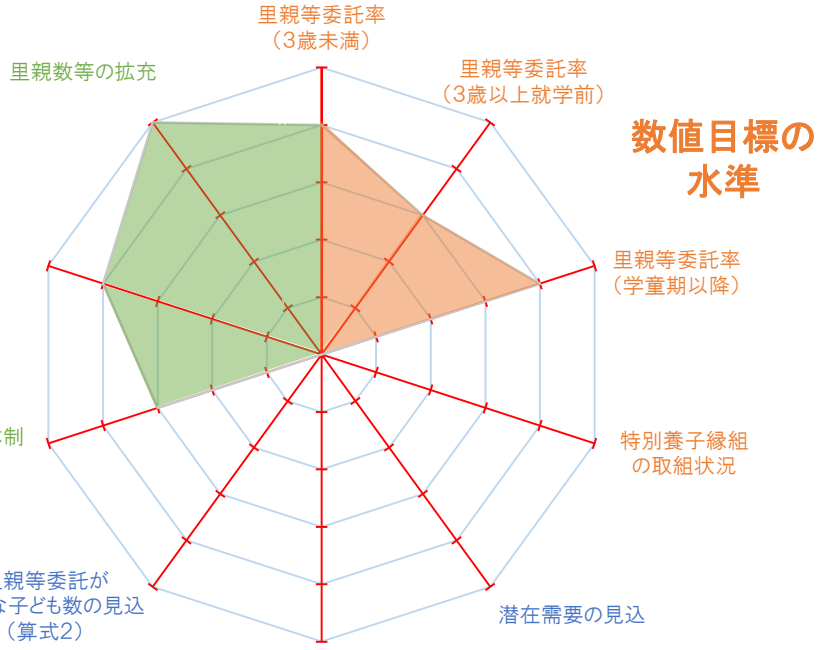 里親等委託率
（3歳未満）
里親等委託率
（3歳以上就学前）
里親数等の拡充
数値目標の
水準
里親等委託率
（学童期以降）
制
特別養子縁組
の取組状況
親等委託が
な子ども数の見込
（算式2）
潜在需要の見込